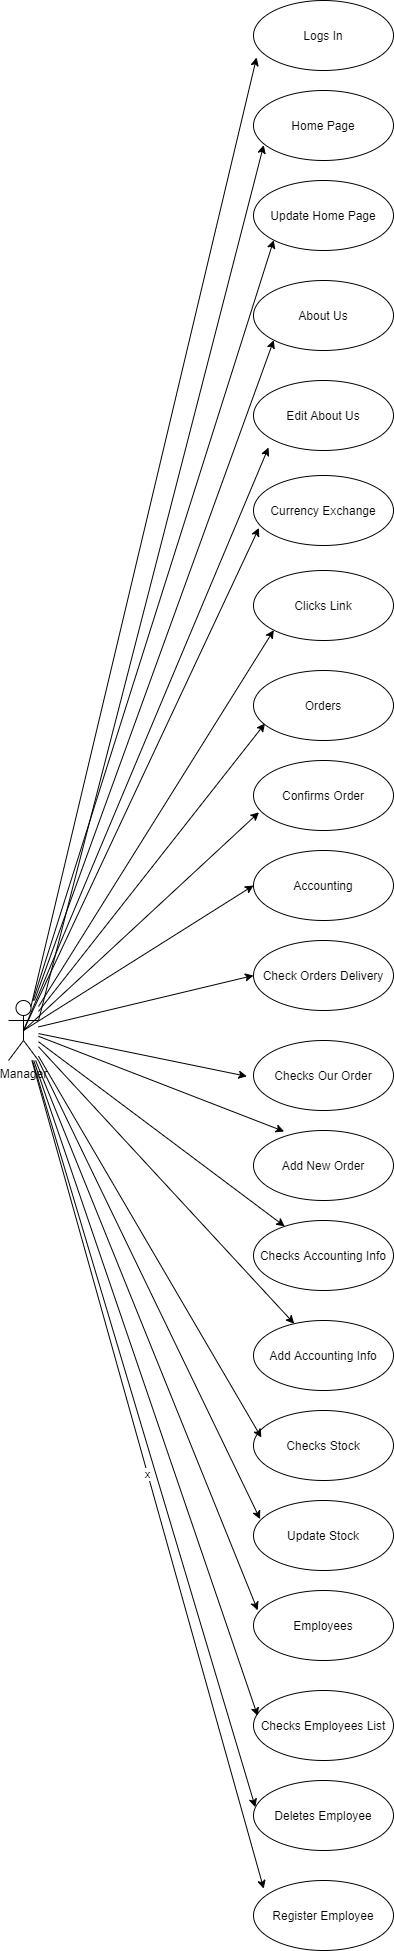 Logs In
Home Page
Update Home Page
About Us
Edit About Us
Currency Exchange
Clicks Link
Orders
Confirms Order
Accounting
Check Orders Delivery
Manager
Checks Our Order
Add New Order
Checks Accounting Info
Add Accounting Info
Checks Stock
x
Update Stock
Employees
Checks Employees List
Deletes Employee
Register Employee